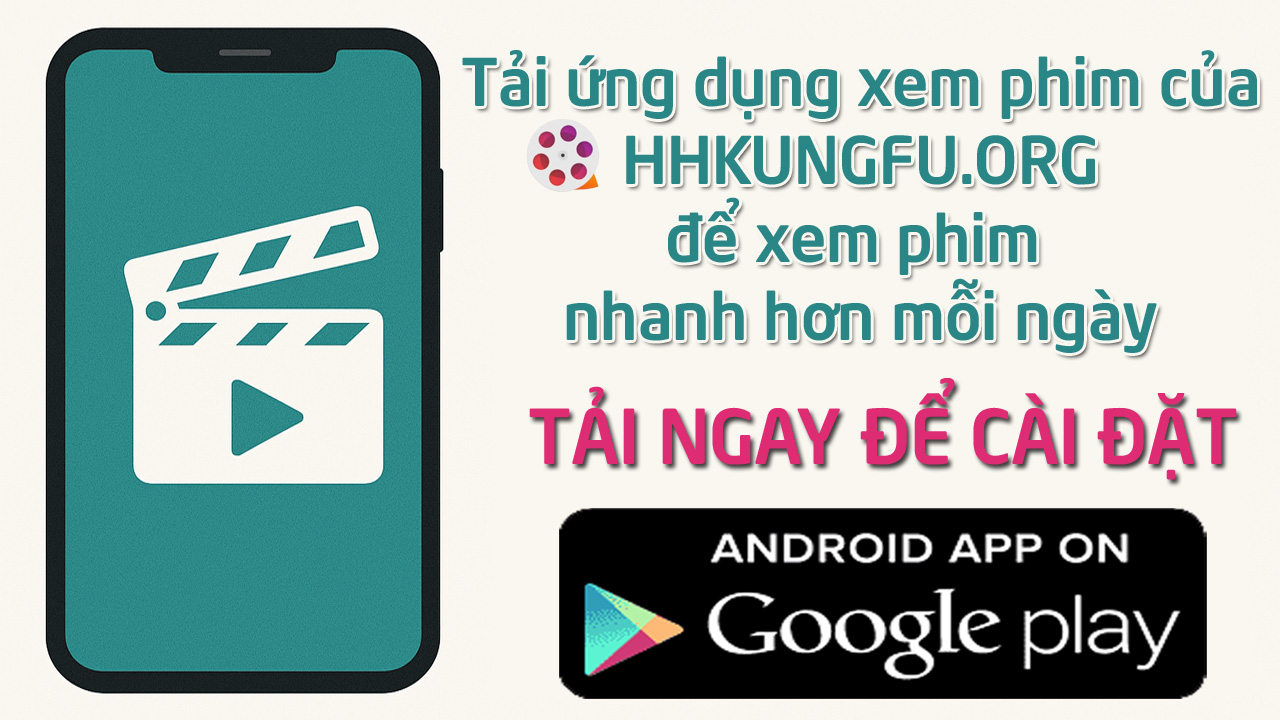 Tải ứng dụng xem phim của
HHKUNGFU.ORG
để xem phim
nhanh hơn mỗi ngày
TẢI NGAY ĐỂ CÀI ĐẶT
ANDROID APP ON
Google play